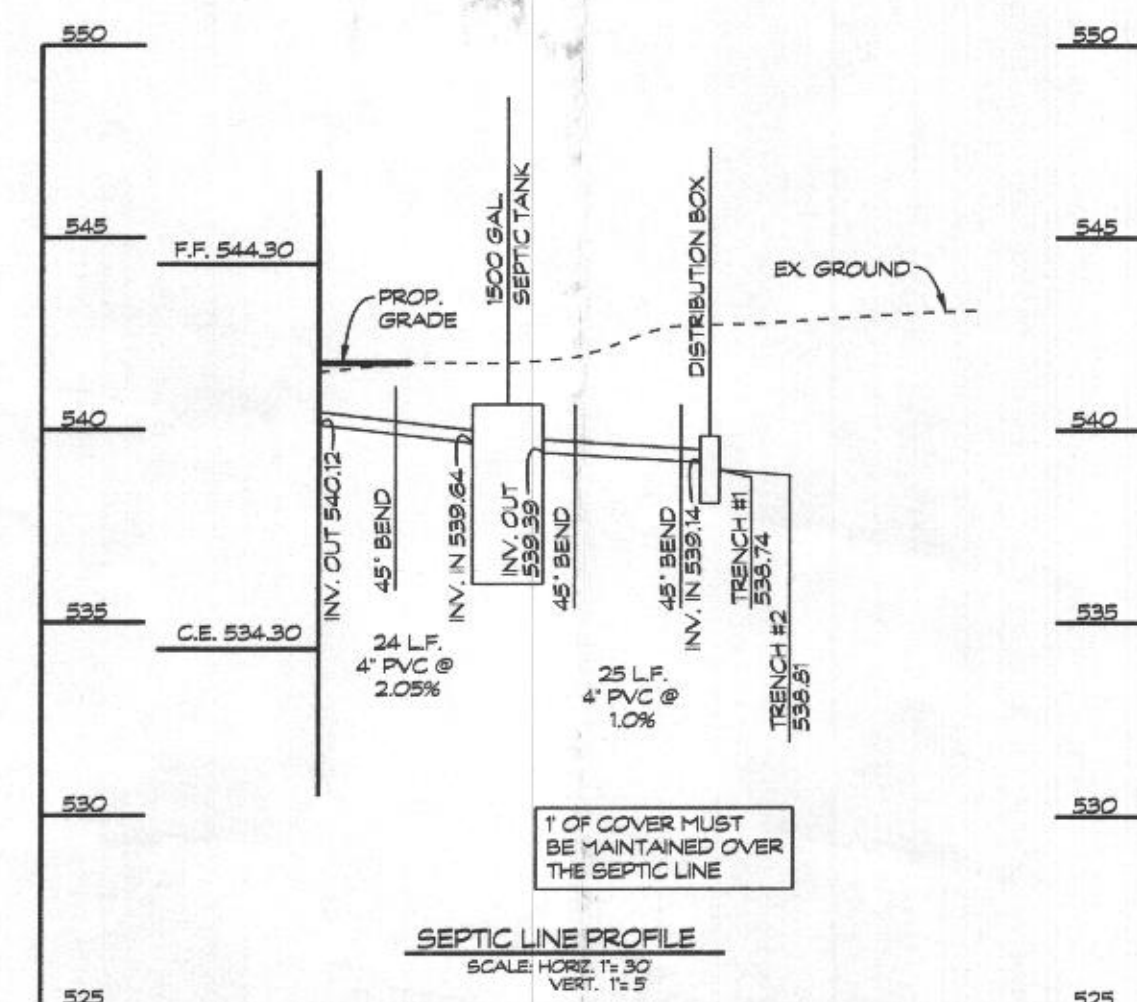 550
550
545
545
F.F. 544.30
PROP.
GRADE
1500 GAL.
SEPTIC TANK
DISTRIBUTION BOX
EX. GROUND
540
540
INV. OUT 540.12
45° BEND
INV. IN 539.64
INV. OUT
539.39
45° BEND
45° BEND
INV. IN 539.14
TRENCH #1
538.74
TRENCH #2
538.81
535
535
C.E. 534.30
24 L.F.
4" PVC @
2.05%
25 L.F.
4" PVC @
1.0%
530
530
1' OF COVER MUST
BE MAINTAINED OVER
THE SEPTIC LINE
SEPTIC LINE PROFILE
SCALE: HORIZ. 1"= 30'
VERT. 1"= 5'
525
525